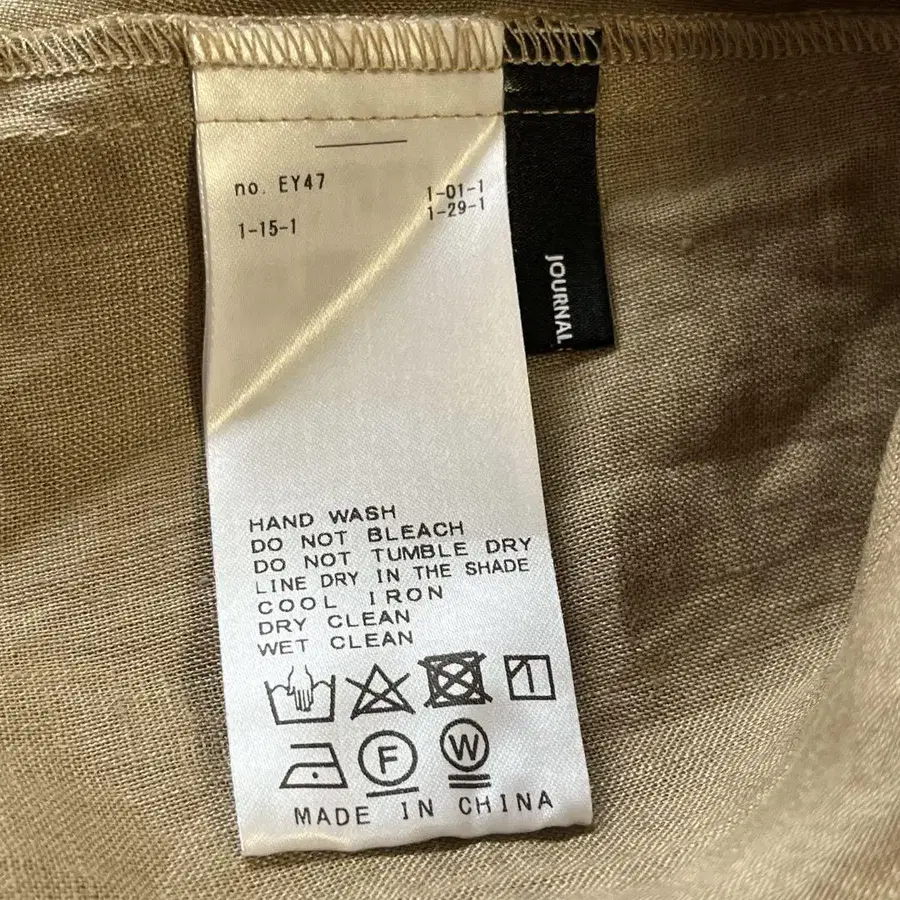 no. EY47
1-01-1
1-29-1
1-15-1
JOURNAL
HAND WASH
DO NOT BLEACH
DO NOT TUMBLE DRY
LINE DRY IN THE SHADE
COOL IRON
DRY CLEAN
WET CLEAN
F W
MADE IN CHINA